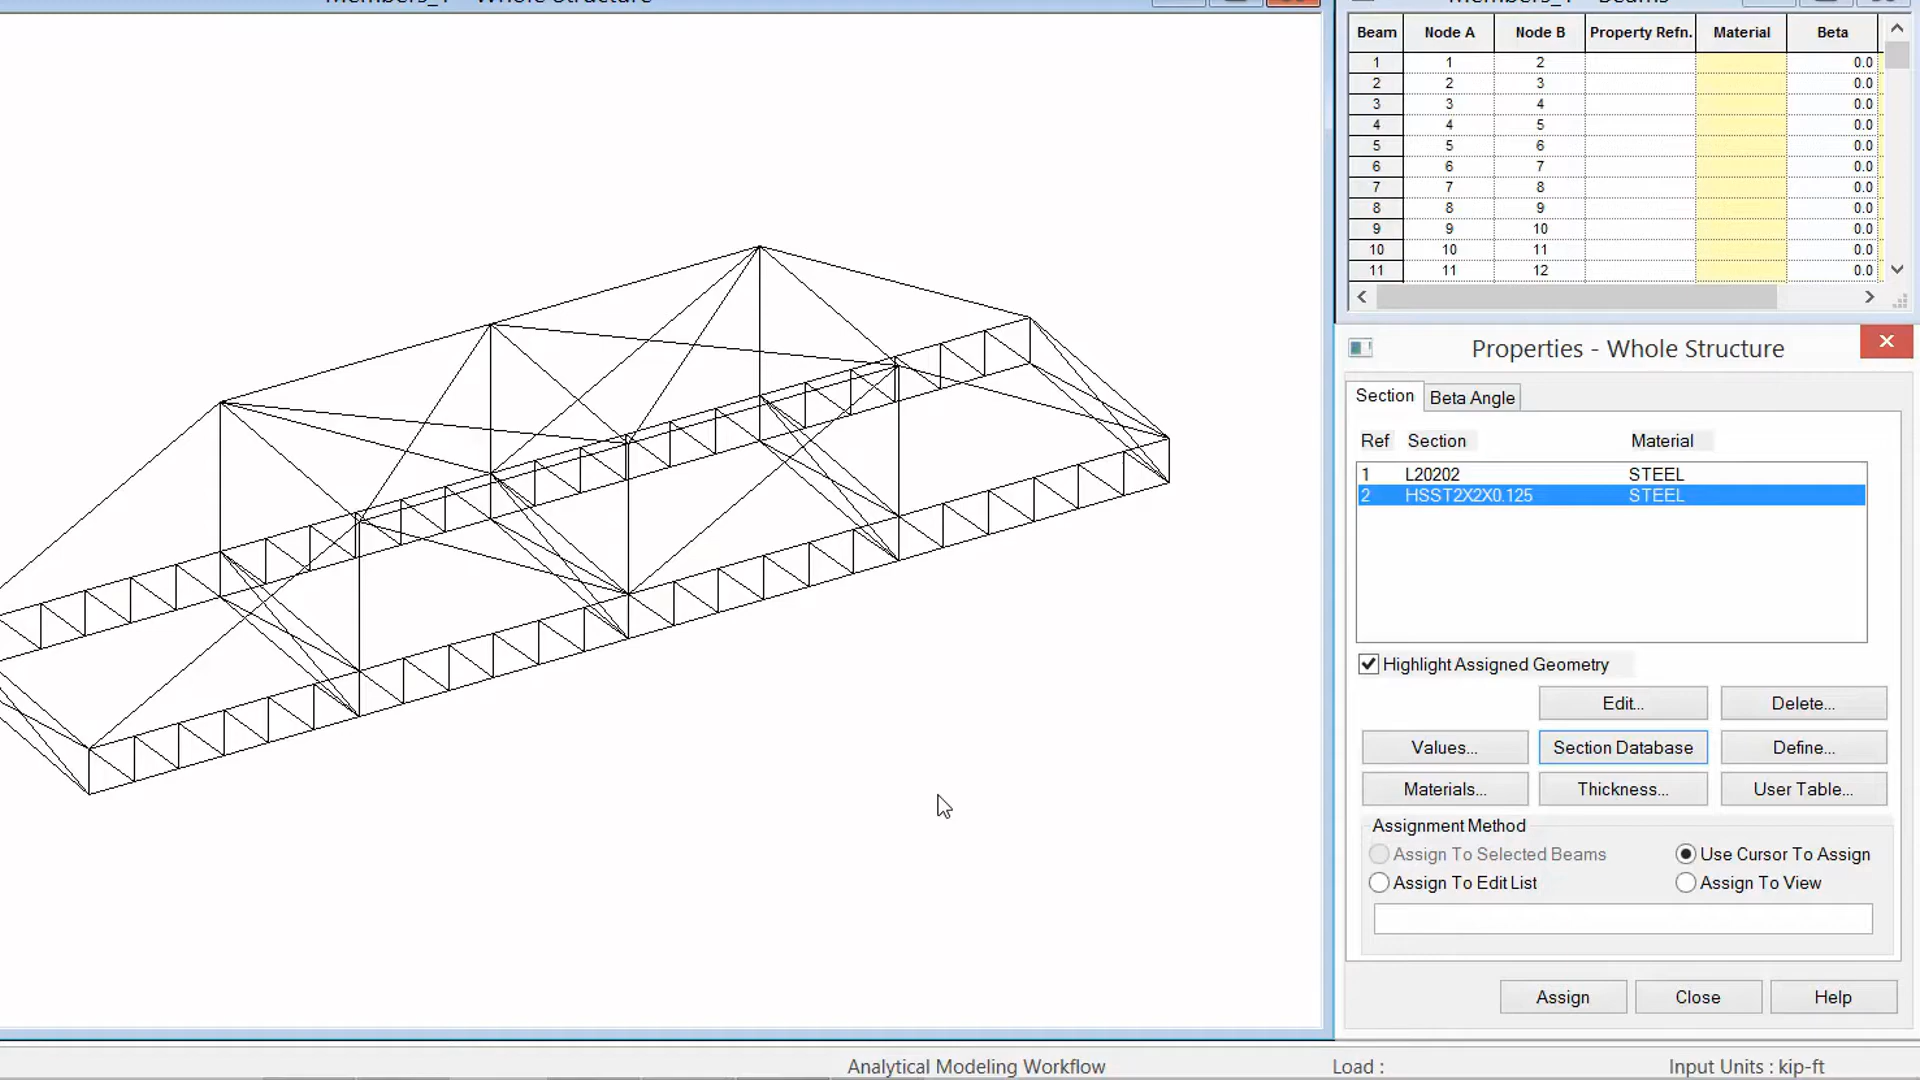 Members_1 - Whole Structure
Members_1 - Beams
Beam Node A Node B Property Refn. Material Beta
1 1 2 0.0
2 2 3 0.0
3 3 4 0.0
4 4 5 0.0
5 5 6 0.0
6 6 7 0.0
7 7 8 0.0
8 8 9 0.0
9 9 10 0.0
10 10 11 0.0
11 11 12 0.0
Properties - Whole Structure
Section Beta Angle
Ref Section Material
1 L20202 STEEL
2 HSST2X2X0.125 STEEL
Highlight Assigned Geometry
Edit... Delete...
Values... Section Database Define...
Materials... Thickness... User Table...
Assignment Method
Assign To Selected Beams Use Cursor To Assign
Assign To Edit List Assign To View
Assign Close Help
Analytical Modeling Workflow Load : Input Units : kip-ft